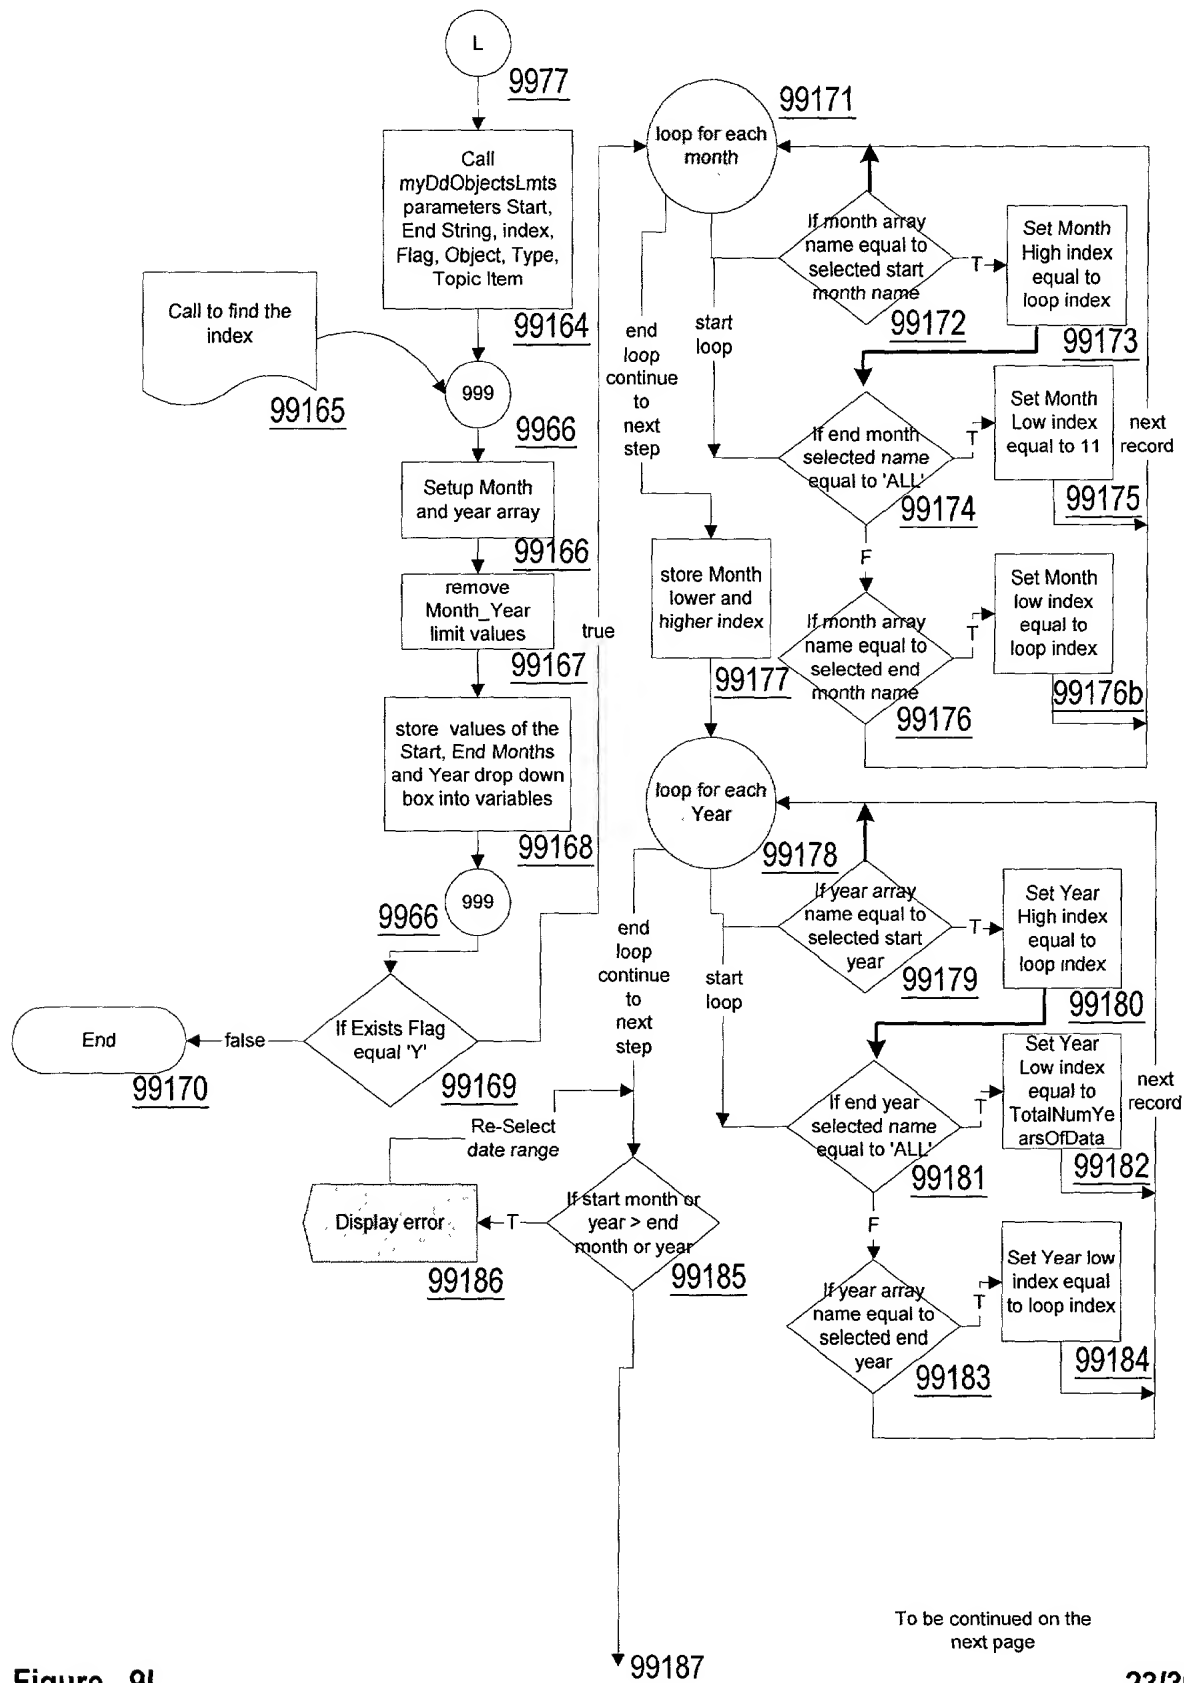 L
9977
Call
myDdObjectsLmts
parameters Start,
End String, index,
Flag, Object, Type,
Topic Item
99164
Call to find the
index
99165
999
9966
Setup Month
and year array
99166
remove
Month_Year
limit values
99167
store values of the
Start, End Months
and Year drop down
box into variables
99168
999
9966
If Exists Flag
equal 'Y'
99169
false
End
99170
true
loop for each
month
99171
If month array
name equal to
selected start
month name
99172
T
Set Month
High index
equal to
loop index
99173
end
loop
continue
to
next
step
start
loop
If end month
selected name
equal to 'ALL'
99174
T
Set Month
Low index
equal to 11
99175
next
record
F
If month array
name equal to
selected end
month name
99176
T
Set Month
low index
equal to
loop index
99176b
store Month
lower and
higher index
99177
loop for each
Year
99178
If year array
name equal to
selected start
year
99179
T
Set Year
High index
equal to
loop index
99180
end
loop
continue
to
next
step
start
loop
If end year
selected name
equal to 'ALL'
99181
T
Set Year
Low index
equal to
TotalNumYe
arsOfData
99182
next
record
F
If year array
name equal to
selected end
year
99183
T
Set Year low
index equal
to loop index
99184
Re-Select
date range
Display error
99186
T
If start month or
year > end
month or year
99185
To be continued on the
next page
99187
Figure